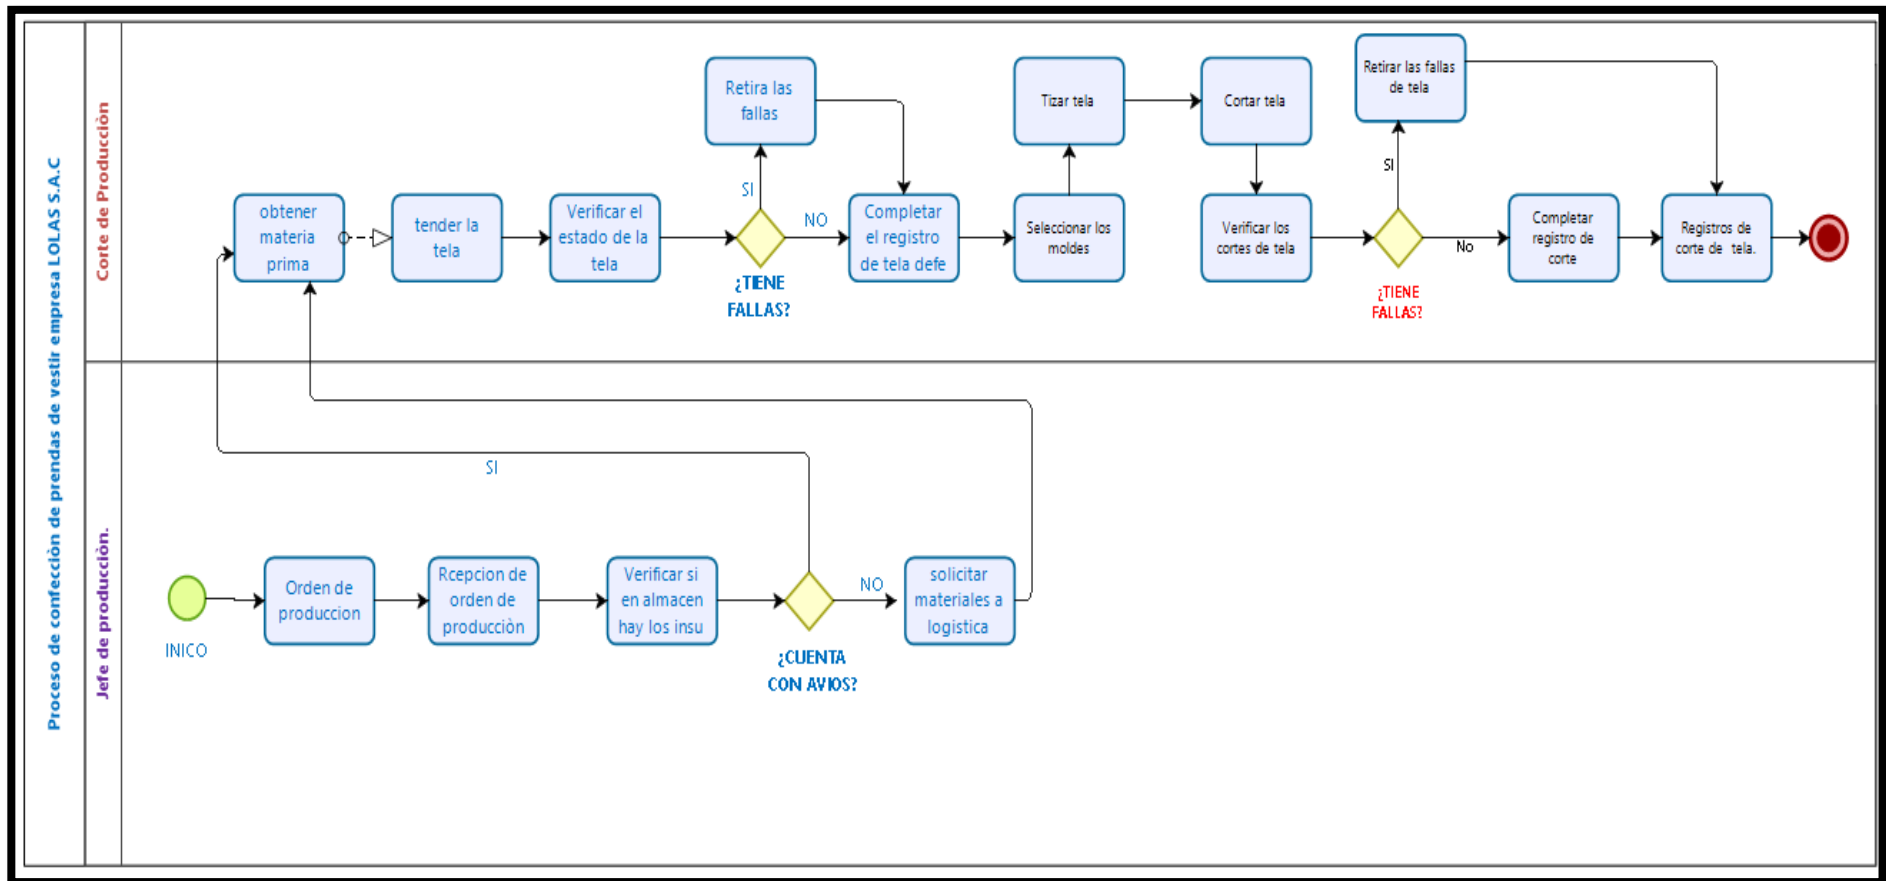 Proceso de confecciòn de prendas de vestir empresa LOLAS S.A.C
Corte de Producciòn
Retira las
fallas
Tizar tela
Cortar tela
Retirar las fallas
de tela
SI
SI
obtener
materia
prima
tender la
tela
Verificar el
estado de la
tela
NO
Completar
el registro
de tela defe
Seleccionar los
moldes
Verificar los
cortes de tela
No
Completar
registro de
corte
Registros de
corte de tela.
¿TIENE
FALLAS?
¿TIENE
FALLAS?
Jefe de producciòn.
SI
INICO
Orden de
produccion
Rcepcion de
orden de
producciòn
Verificar si
en almacen
hay los insu
NO
solicitar
materiales a
logistica
¿CUENTA
CON AVIOS?